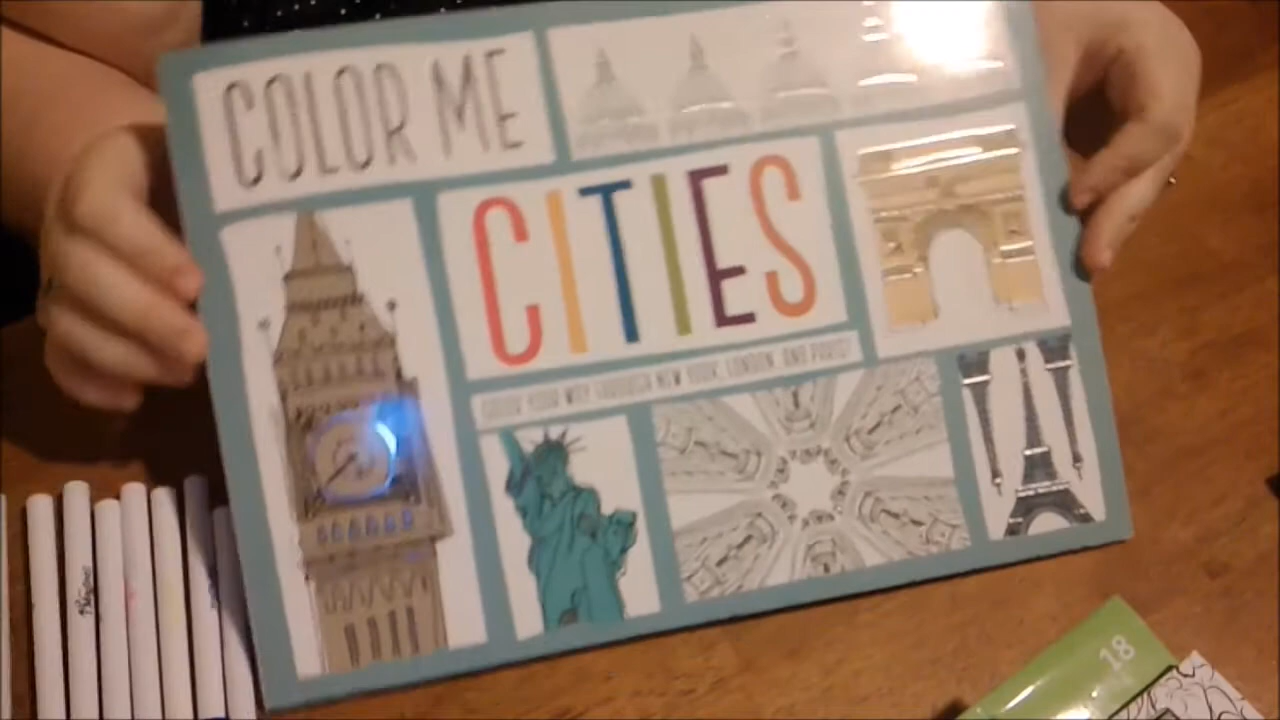 COLOR ME
CITIES
COLOR YOUR WAY THROUGH NEW YORK, LONDON, AND PARIS!
18